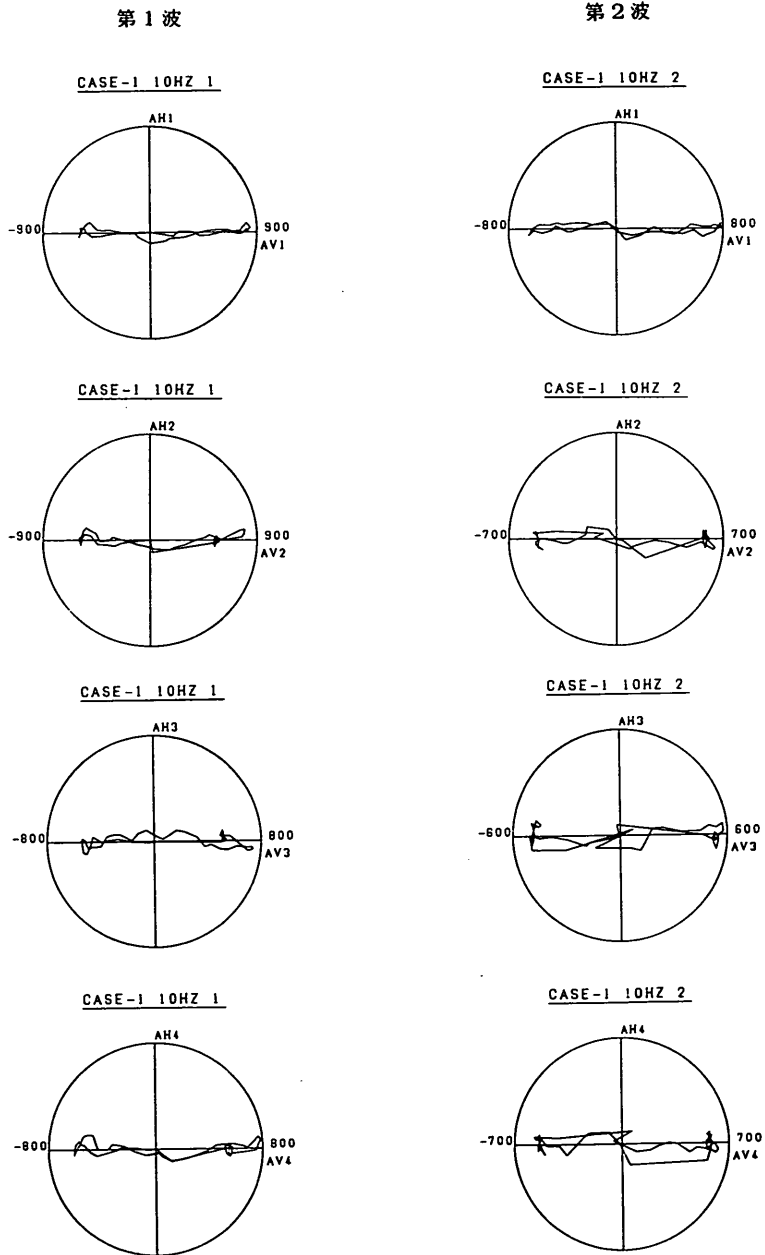 第1波
第2波
CASE-1 10HZ 1
AH1
-900
900
AV1
CASE-1 10HZ 2
AH1
-800
800
AV1
CASE-1 10HZ 1
AH2
-900
900
AV2
CASE-1 10HZ 2
AH2
-700
700
AV2
CASE-1 10HZ 1
AH3
-800
800
AV3
CASE-1 10HZ 2
AH3
-600
600
AV3
CASE-1 10HZ 1
AH4
-800
800
AV4
CASE-1 10HZ 2
AH4
-700
700
AV4